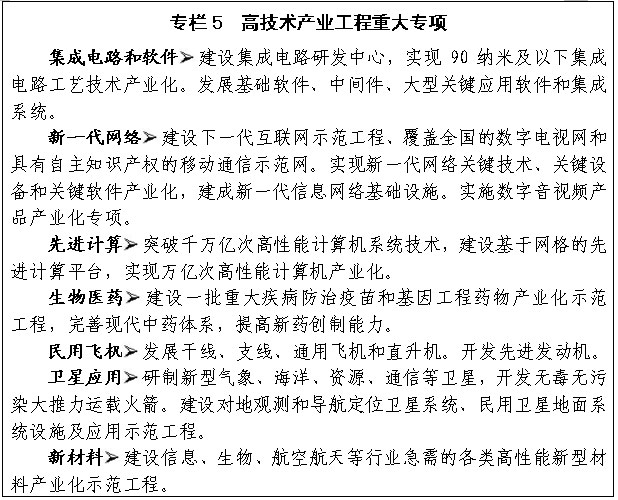 专栏5 高技术产业工程重大专项
集成电路和软件➢建设集成电路研发中心，实现 90 纳米及以下集成
电路工艺技术产业化。发展基础软件、中间件、大型关键应用软件和集成
系统。
新一代网络➢建设下一代互联网示范工程、覆盖全国的数字电视网和
具有自主知识产权的移动通信示范网。实现新一代网络关键技术、关键设
备和关键软件产业化，建成新一代信息网络基础设施。实施数字音视频产
品产业化专项。
先进计算➢突破千万亿次高性能计算机系统技术，建设基于网格的先
进计算平台，实现万亿次高性能计算机产业化。
生物医药➢建设一批重大疾病防治疫苗和基因工程药物产业化示范
工程，完善现代中药体系，提高新药创制能力。
民用飞机➢发展干线、支线、通用飞机和直升机。开发先进发动机。
卫星应用➢研制新型气象、海洋、资源、通信等卫星，开发无毒无污
染大推力运载火箭。建设对地观测和导航定位卫星系统、民用卫星地面系
统设施及应用示范工程。
新材料➢建设信息、生物、航空航天等行业急需的各类高性能新型材
料产业化示范工程。